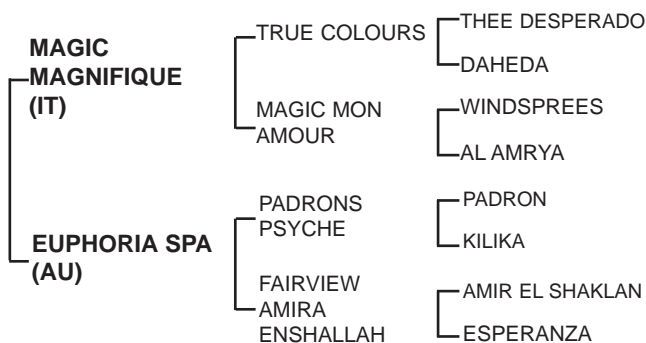 MAGIC
MAGNIFIQUE
(IT)
TRUE COLOURS
THEE DESPERADO
DAHEDA
MAGIC MON
AMOUR
WINDSPREES
AL AMRYA
EUPHORIA SPA
(AU)
PADRONS
PSYCHE
PADRON
KILIKA
FAIRVIEW
AMIRA
ENSHALLAH
AMIR EL SHAKLAN
ESPERANZA